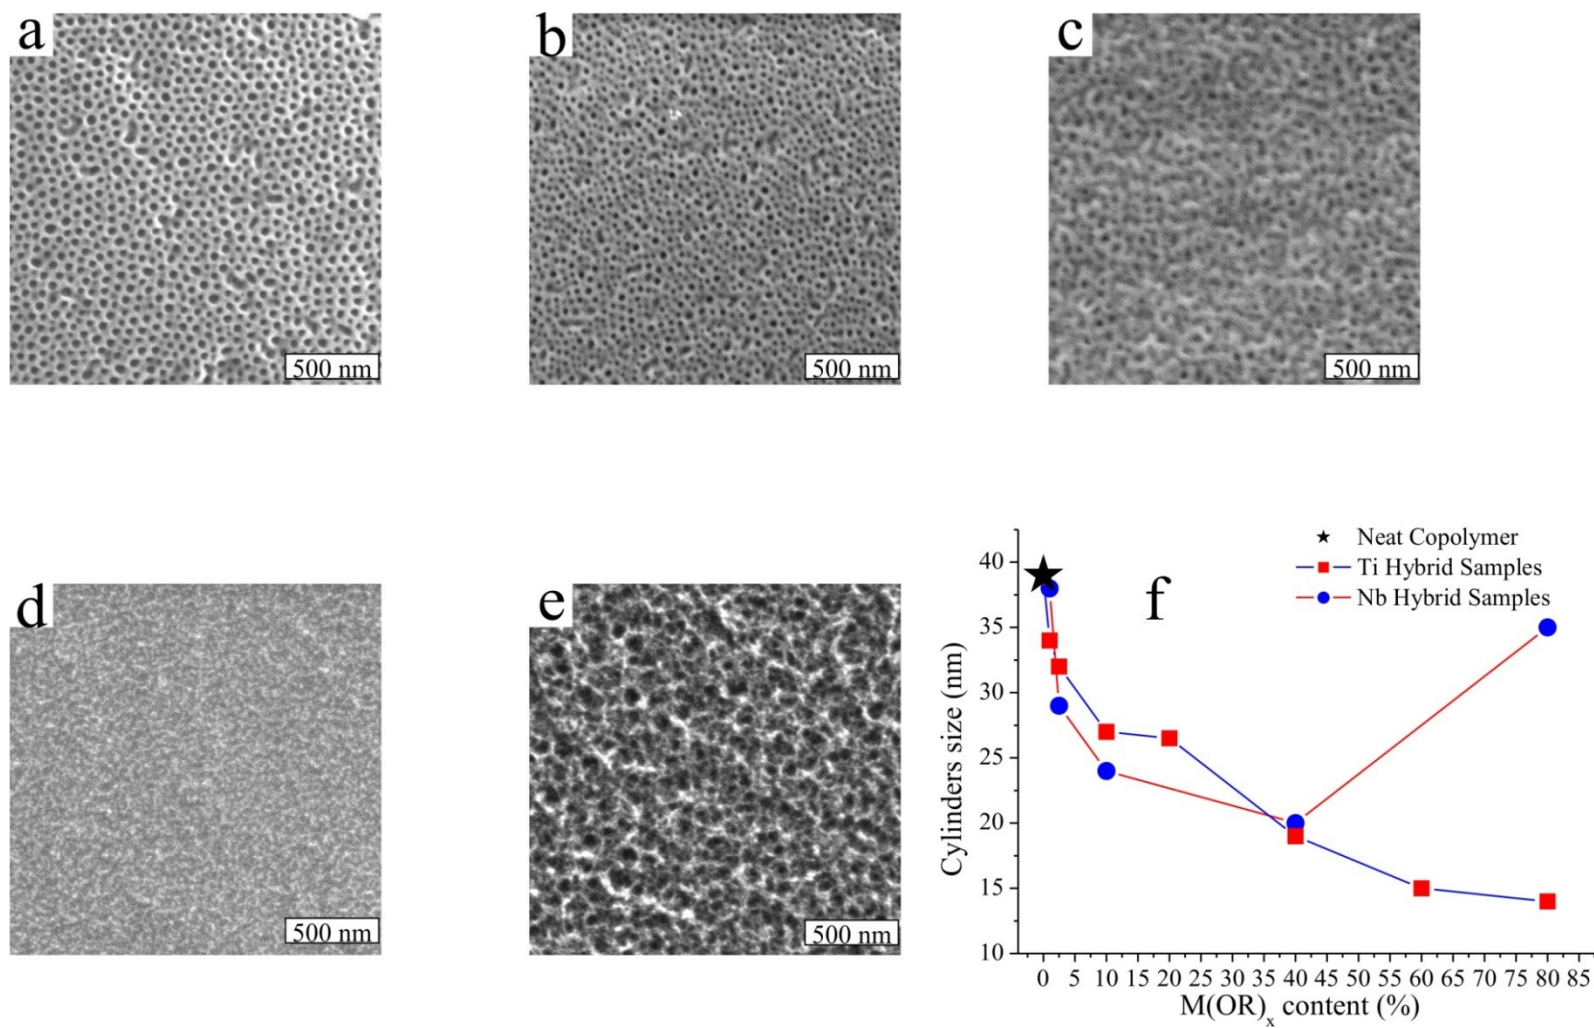 a
b
c
500 nm
500 nm
500 nm
d
e
500 nm
500 nm
f
★ Neat Copolymer
Ti Hybrid Samples
Nb Hybrid Samples
Cylinders size (nm)
40
35
30
25
20
15
10
0 5 10 15 20 25 30 35 40 45 50 55 60 65 70 75 80 85
M(OR)x content (%)